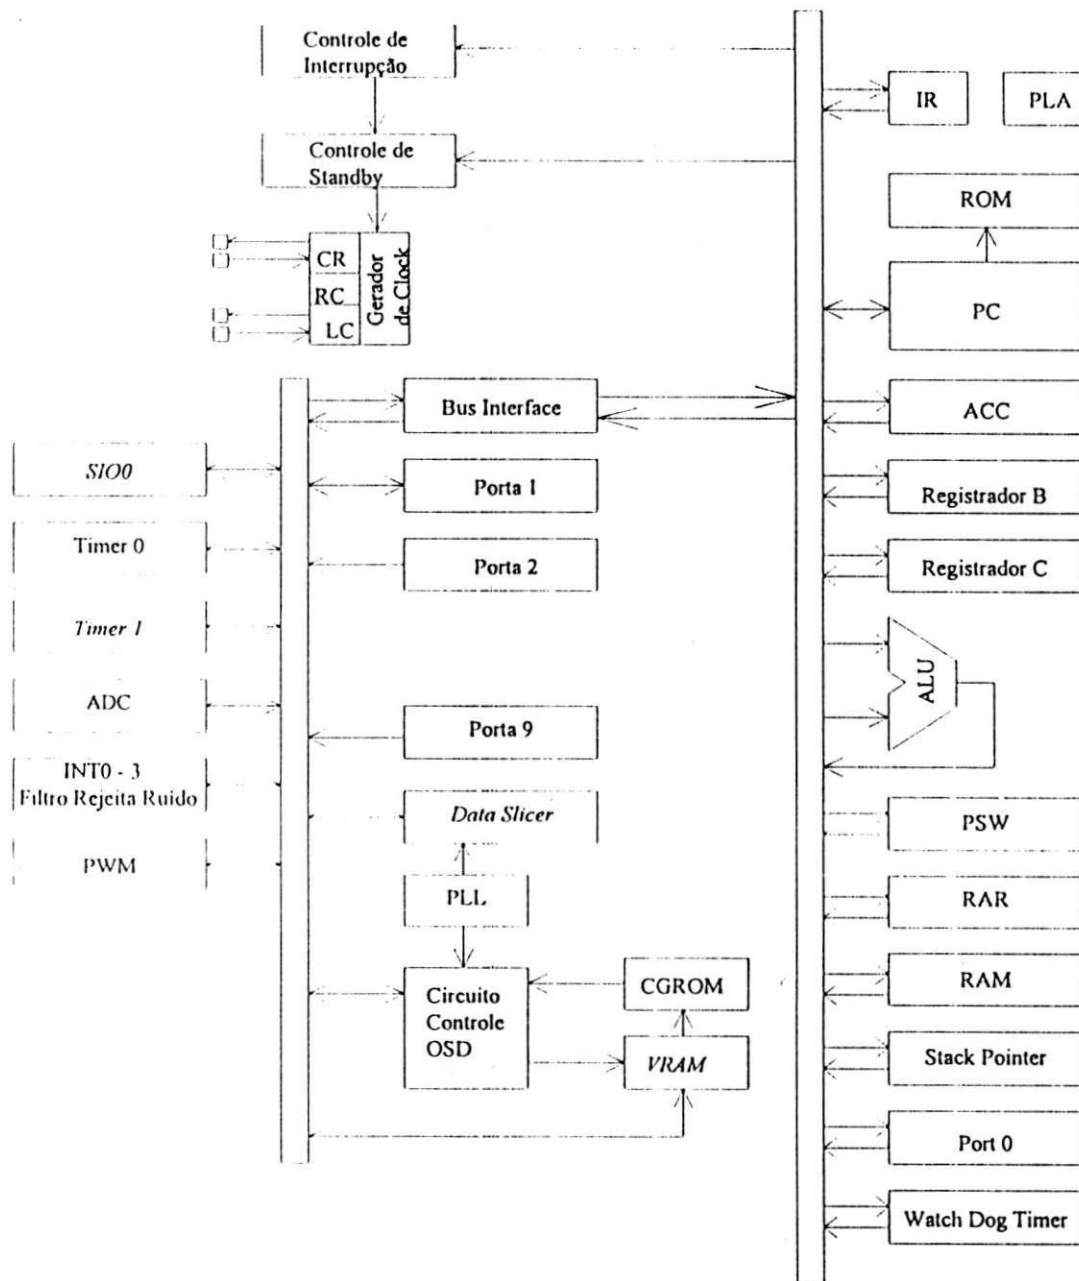 Controle de
Interrupção
IR
PLA
Controle de
Standby
ROM
CR
RC
LC
Gerador
de Clock
PC
Bus Interface
ACC
SIO0
Porta 1
Registrador B
Timer 0
Porta 2
Registrador C
Timer 1
ALU
ADC
Porta 9
INT0 - 3
Filtro Rejeita Ruído
Data Slicer
PSW
PWM
PLL
RAR
Circuito
Controle
OSD
CGROM
RAM
VRAM
Stack Pointer
Port 0
Watch Dog Timer